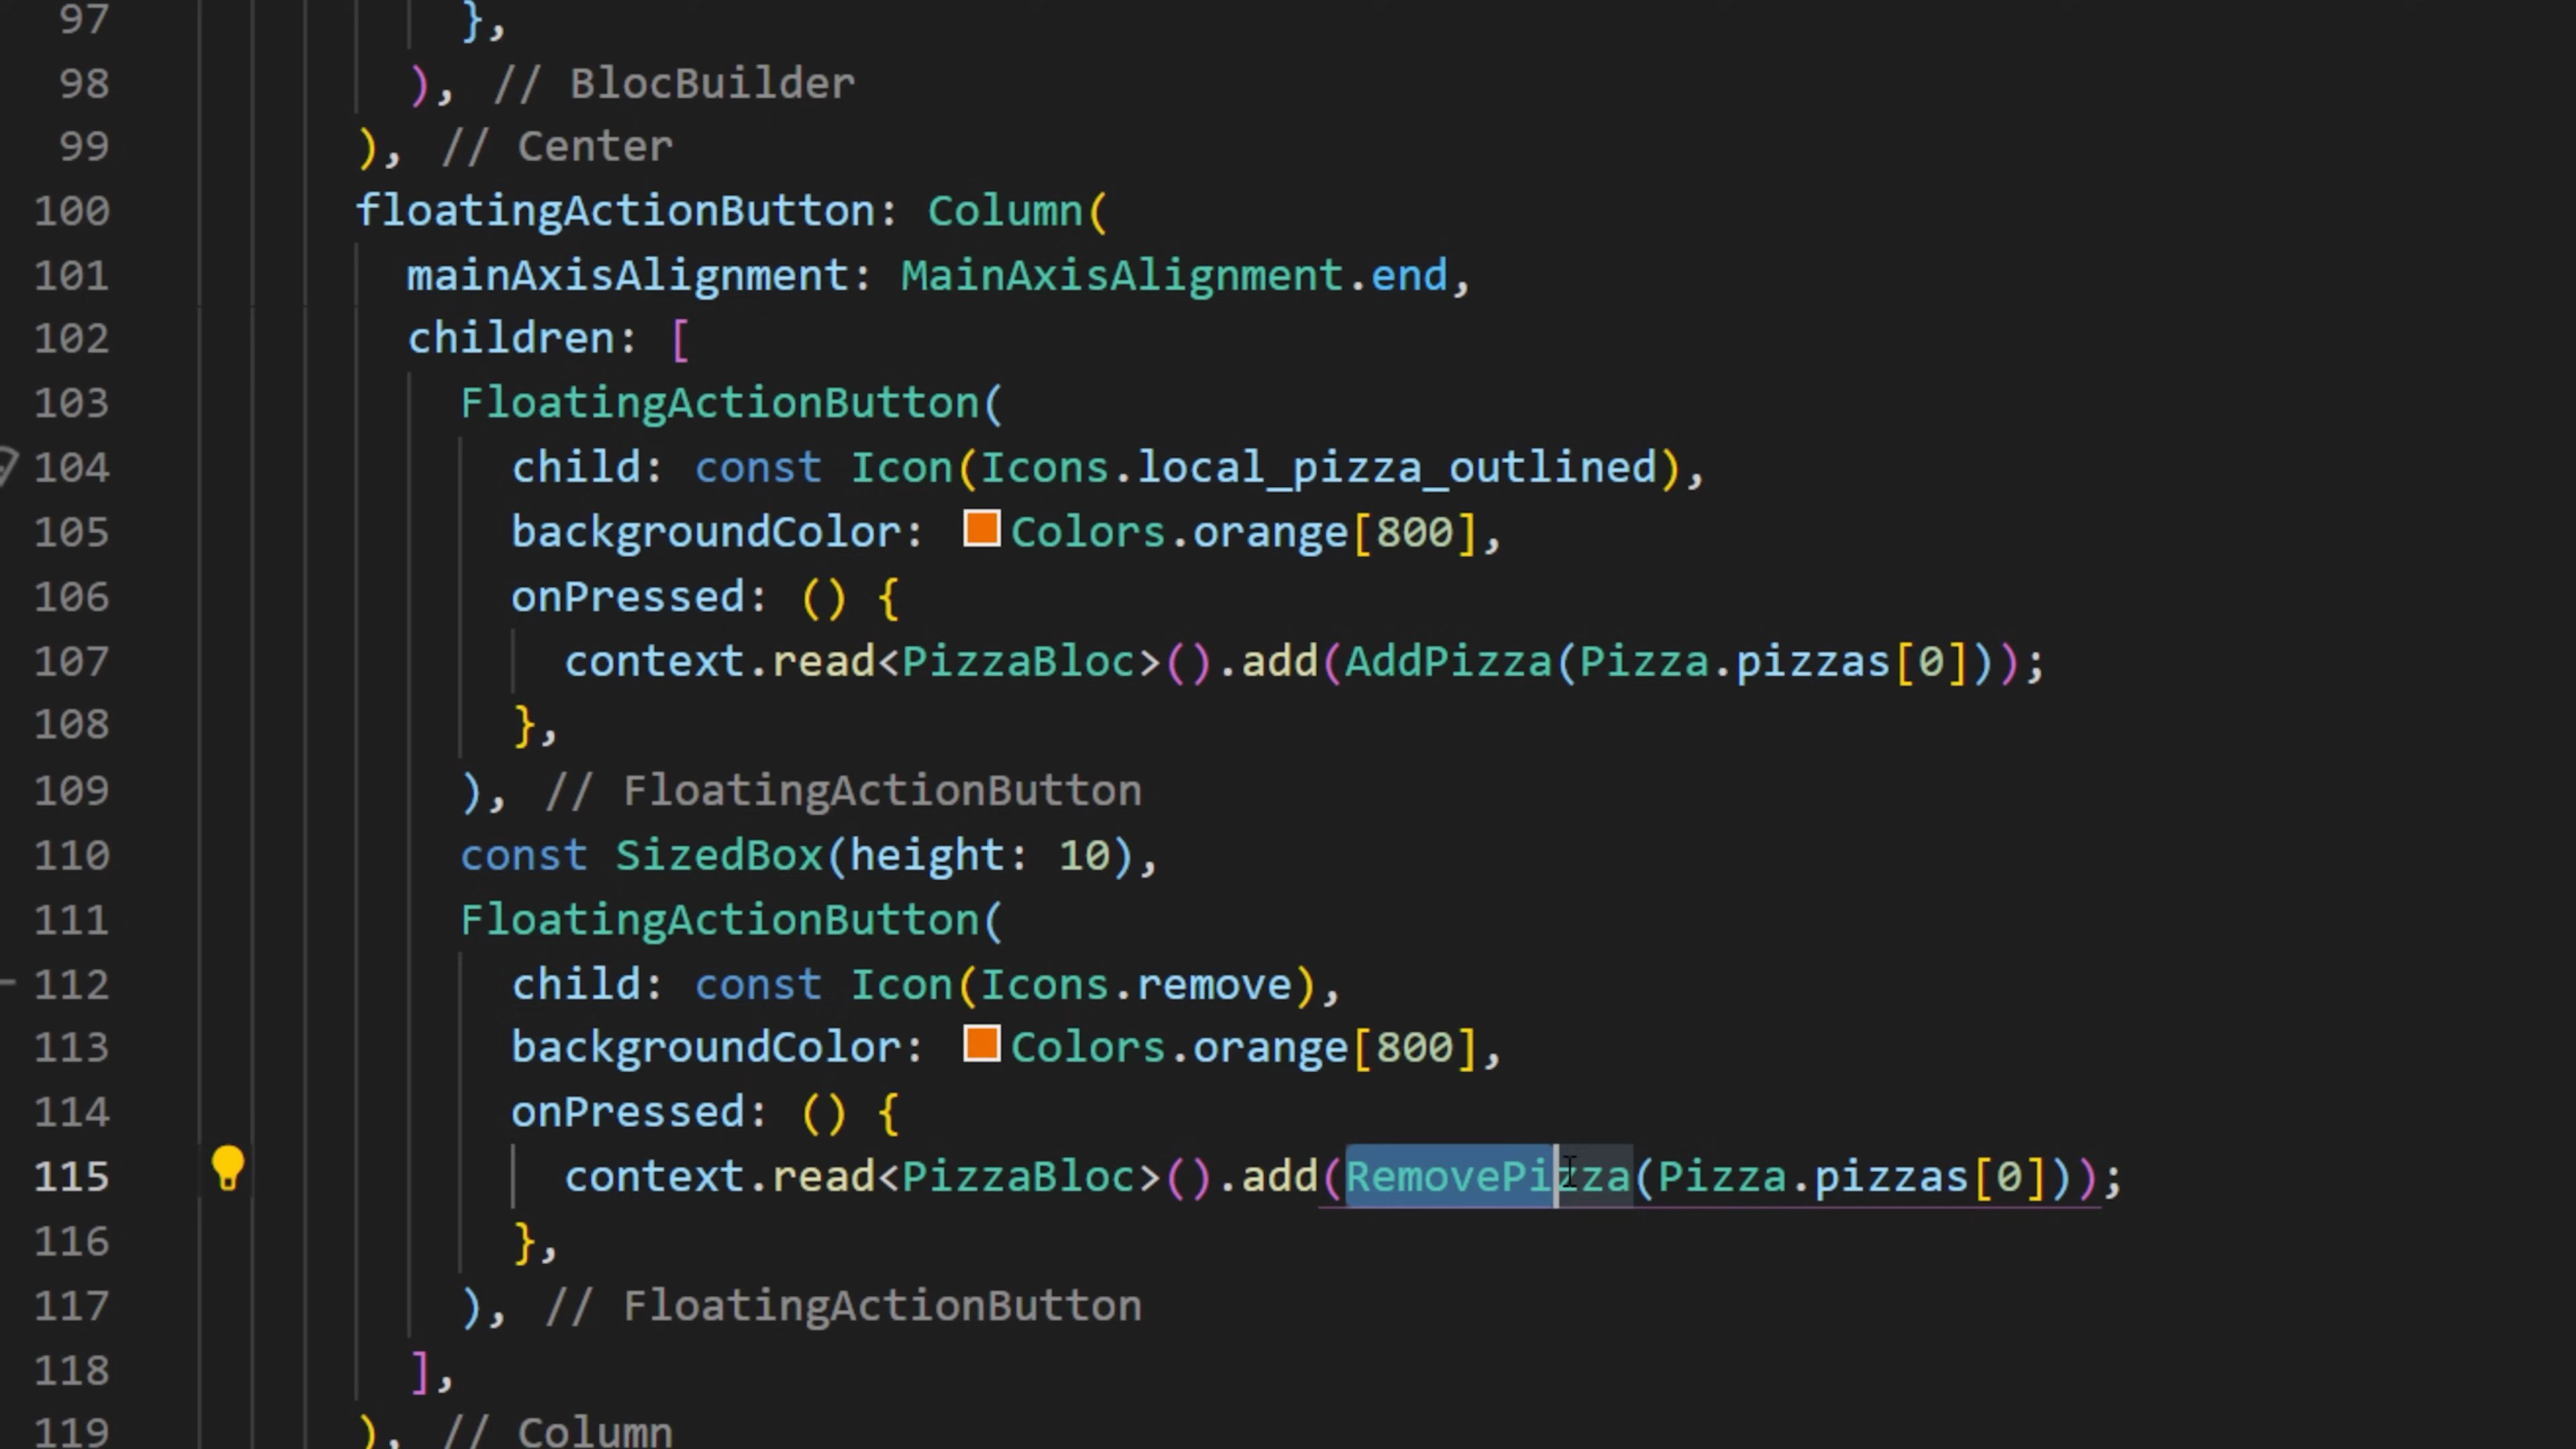 97 },
98 ), // BlocBuilder
99 ), // Center
100 floatingActionButton: Column(
101 mainAxisAlignment: MainAxisAlignment.end,
102 children: [
103 FloatingActionButton(
104 child: const Icon(Icons.local_pizza_outlined),
105 backgroundColor: Colors.orange[800],
106 onPressed: () {
107 context.read<PizzaBloc>().add(AddPizza(Pizza.pizzas[0]));
108 },
109 ), // FloatingActionButton
110 const SizedBox(height: 10),
111 FloatingActionButton(
112 child: const Icon(Icons.remove),
113 backgroundColor: Colors.orange[800],
114 onPressed: () {
115 context.read<PizzaBloc>().add(RemovePizza(Pizza.pizzas[0]));
116 },
117 ), // FloatingActionButton
118 ],
119 ), // Column